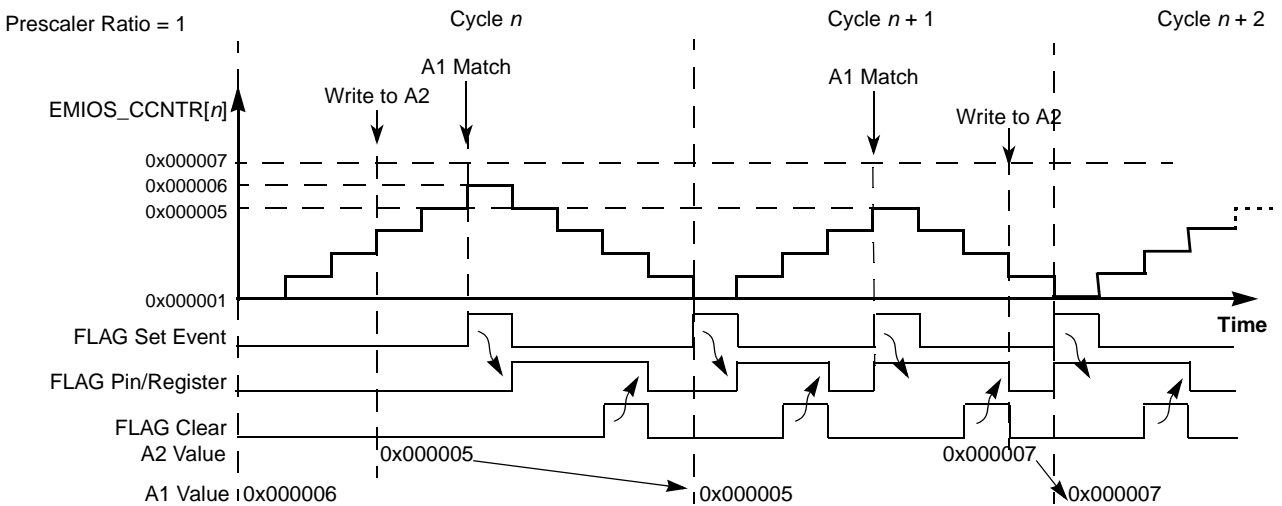 Prescaler Ratio = 1
Cycle n
Cycle n + 1
Cycle n + 2
A1 Match
A1 Match
Write to A2
Write to A2
EMIOS_CCNTR[n]
0x000007
0x000006
0x000005
0x000001
Time
FLAG Set Event
FLAG Pin/Register
FLAG Clear
A2 Value
0x000005
0x000007
A1 Value
0x000006
0x000005
0x000007